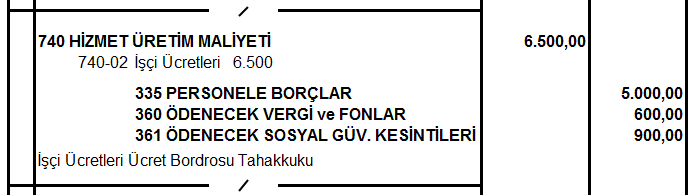 740 HİZMET ÜRETİM MALİYETİ 6.500,00
740-02 İşçi Ücretleri 6.500
335 PERSONELE BORÇLAR 5.000,00
360 ÖDENECEK VERGİ ve FONLAR 600,00
361 ÖDENECEK SOSYAL GÜV. KESİNTİLERİ 900,00
İşçi Ücretleri Ücret Bordrosu Tahakkuku